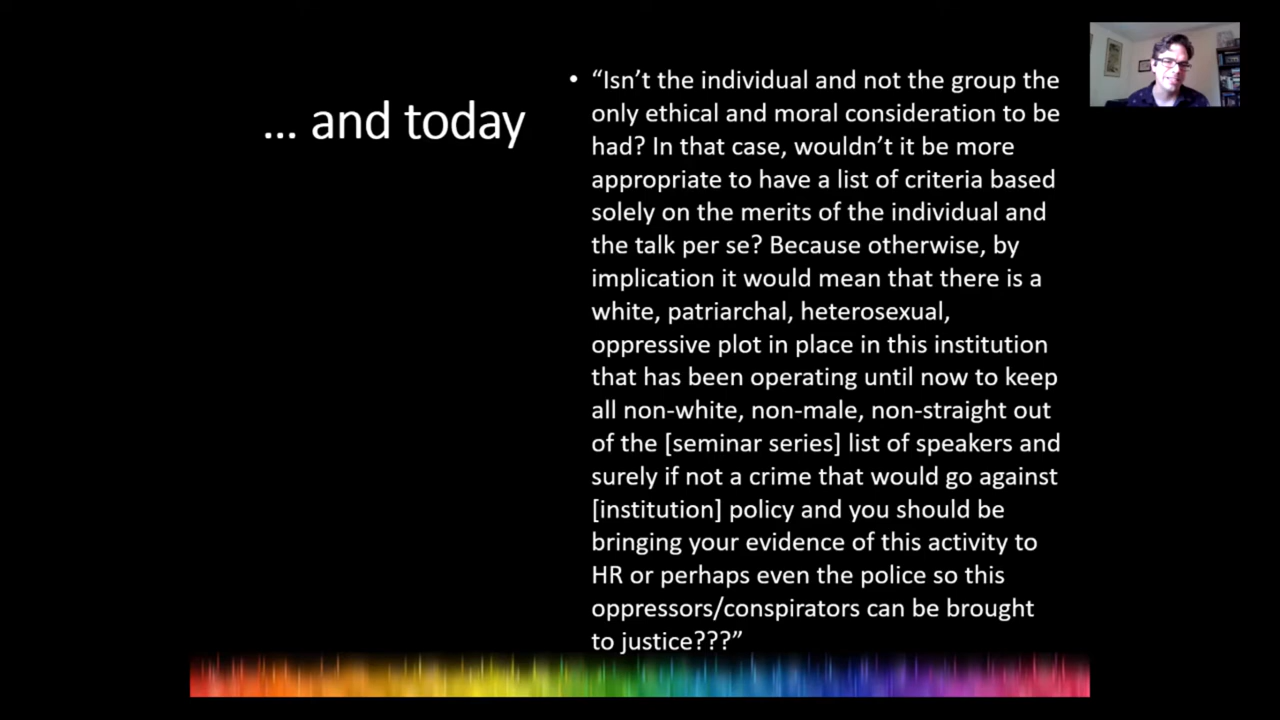 ... and today
• “Isn’t the individual and not the group the
only ethical and moral consideration to be
had? In that case, wouldn’t it be more
appropriate to have a list of criteria based
solely on the merits of the individual and
the talk per se? Because otherwise, by
implication it would mean that there is a
white, patriarchal, heterosexual,
oppressive plot in place in this institution
that has been operating until now to keep
all non-white, non-male, non-straight out
of the [seminar series] list of speakers and
surely if not a crime that would go against
[institution] policy and you should be
bringing your evidence of this activity to
HR or perhaps even the police so this
oppressors/conspirators can be brought
to justice???”